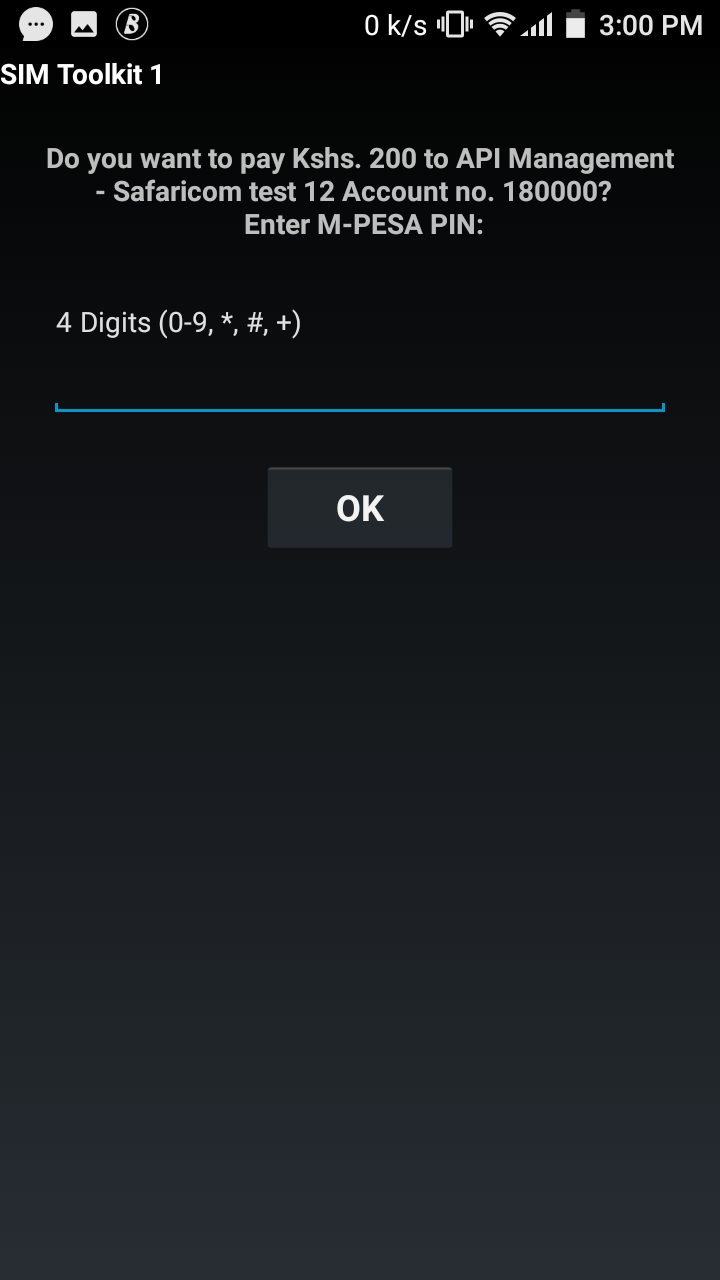 0 k/s 3:00 PM
SIM Toolkit 1
Do you want to pay Kshs. 200 to API Management
- Safaricom test 12 Account no. 180000?
Enter M-PESA PIN:
4 Digits (0-9, *, #, +)
OK